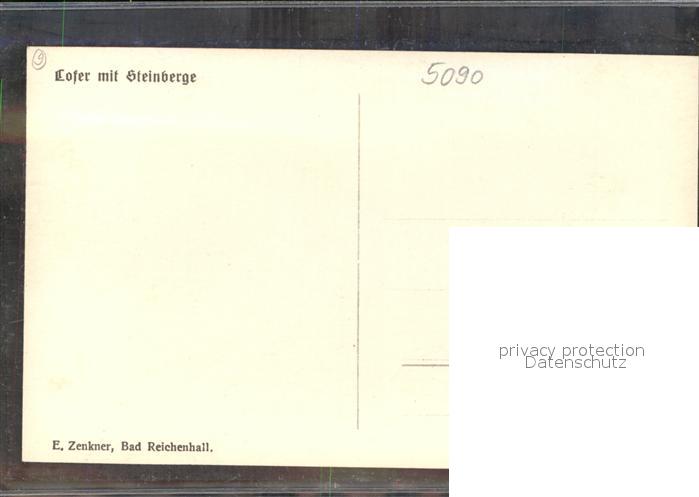 9
Lofer mit Steinberge
5090
privacy protection
Datenschutz
E. Zenkner, Bad Reichenhall.